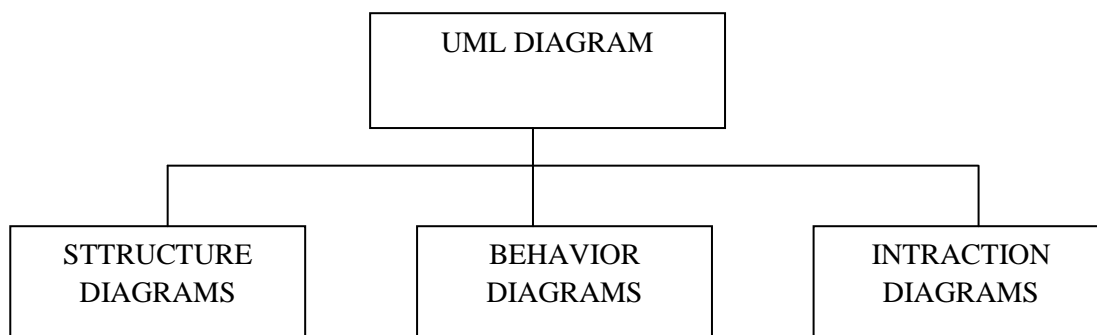 UML DIAGRAM
STTRUCTURE
DIAGRAMS
BEHAVIOR
DIAGRAMS
INTRACTION
DIAGRAMS